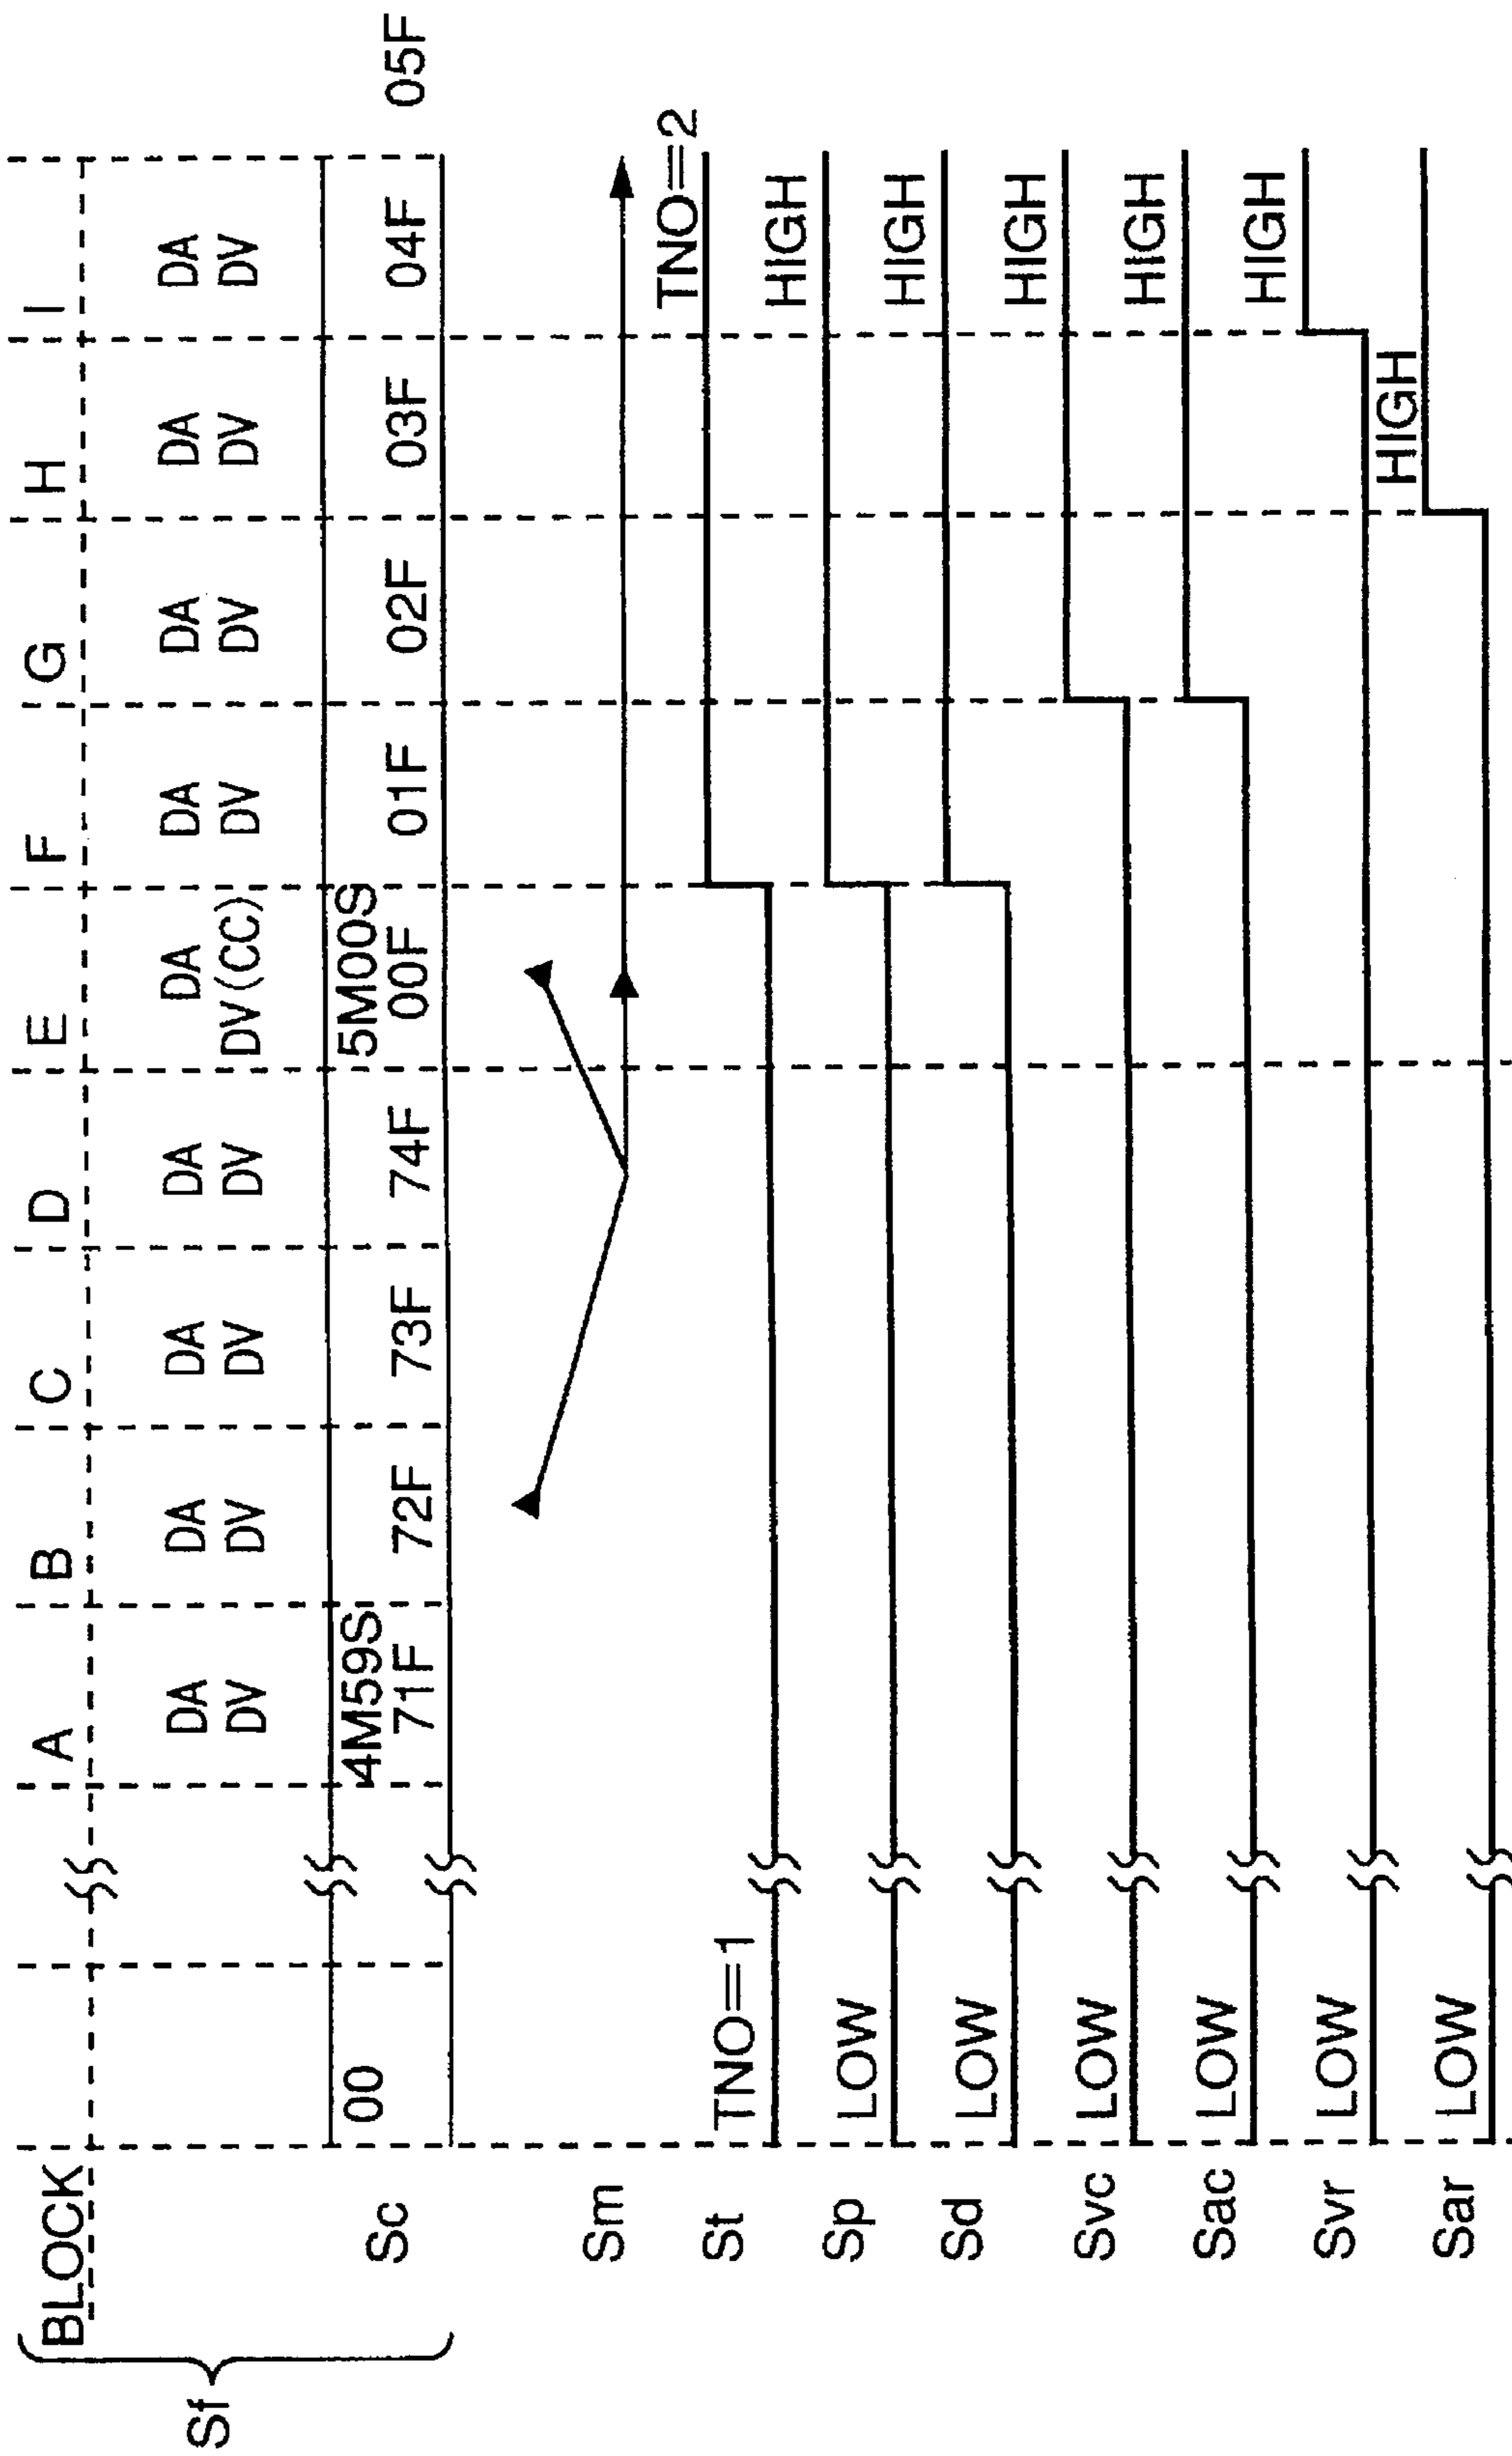 BLOCK A B C D E F G H I
DA DA DA DA DA DA DA DA DA
DV DV DV DV DV(CC) DV DV DV DV
Sf
00 4M59S 5M00S
Sc 71F 72F 73F 74F 00F 01F 02F 03F 04F 05F
Sm
St TNO=1 TNO=2
Sp LOW HIGH
Sd LOW HIGH
Svc LOW HIGH
Sac LOW HIGH
Svr LOW HIGH
Sar LOW HIGH